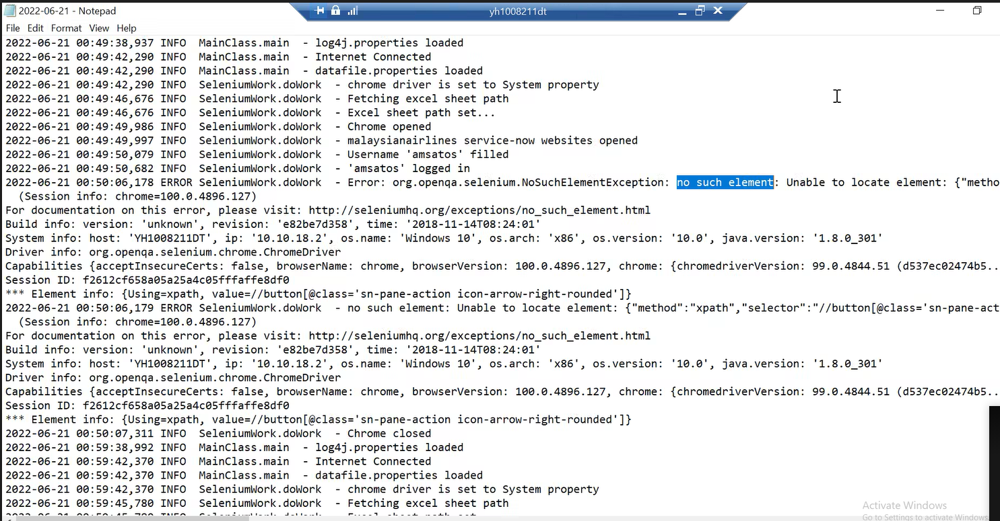 2022-06-21 - Notepad
yh1008211dt
File Edit Format View Help
2022-06-21 00:49:38,937 INFO  MainClass.main  - log4j.properties loaded
2022-06-21 00:49:42,290 INFO  MainClass.main  - Internet Connected
2022-06-21 00:49:42,290 INFO  MainClass.main  - datafile.properties loaded
2022-06-21 00:49:42,290 INFO  SeleniumWork.doWork  - chrome driver is set to System property
2022-06-21 00:49:46,676 INFO  SeleniumWork.doWork  - Fetching excel sheet path
2022-06-21 00:49:46,676 INFO  SeleniumWork.doWork  - Excel sheet path set...
2022-06-21 00:49:49,986 INFO  SeleniumWork.doWork  - Chrome opened
2022-06-21 00:49:49,997 INFO  SeleniumWork.doWork  - malaysianairlines service-now websites opened
2022-06-21 00:49:50,079 INFO  SeleniumWork.doWork  - Username 'amsatos' filled
2022-06-21 00:49:50,682 INFO  SeleniumWork.doWork  - 'amsatos' logged in
2022-06-21 00:50:06,178 ERROR SeleniumWork.doWork  - Error: org.openqa.selenium.NoSuchElementException: no such element: Unable to locate element: {"metho
(Session info: chrome=100.0.4896.127)
For documentation on this error, please visit: http://seleniumhq.org/exceptions/no_such_element.html
Build info: version: 'unknown', revision: 'e82be7d358', time: '2018-11-14T08:24:01'
System info: host: 'YH1008211DT', ip: '10.10.18.2', os.name: 'Windows 10', os.arch: 'x86', os.version: '10.0', java.version: '1.8.0_301'
Driver info: org.openqa.selenium.chrome.ChromeDriver
Capabilities {acceptInsecureCerts: false, browserName: chrome, browserVersion: 100.0.4896.127, chrome: {chromedriverVersion: 99.0.4844.51 (d537ec02474b5...
Session ID: f2612cf658a05a25a4c05fffaffe8df0
*** Element info: {Using=xpath, value=//button[@class='sn-pane-action icon-arrow-right-rounded']}
2022-06-21 00:50:06,179 ERROR SeleniumWork.doWork  - no such element: Unable to locate element: {"method":"xpath","selector":"//button[@class='sn-pane-act
(Session info: chrome=100.0.4896.127)
For documentation on this error, please visit: http://seleniumhq.org/exceptions/no_such_element.html
Build info: version: 'unknown', revision: 'e82be7d358', time: '2018-11-14T08:24:01'
System info: host: 'YH1008211DT', ip: '10.10.18.2', os.name: 'Windows 10', os.arch: 'x86', os.version: '10.0', java.version: '1.8.0_301'
Driver info: org.openqa.selenium.chrome.ChromeDriver
Capabilities {acceptInsecureCerts: false, browserName: chrome, browserVersion: 100.0.4896.127, chrome: {chromedriverVersion: 99.0.4844.51 (d537ec02474b5...
Session ID: f2612cf658a05a25a4c05fffaffe8df0
*** Element info: {Using=xpath, value=//button[@class='sn-pane-action icon-arrow-right-rounded']}
2022-06-21 00:50:07,311 INFO  SeleniumWork.doWork  - Chrome closed
2022-06-21 00:59:38,992 INFO  MainClass.main  - log4j.properties loaded
2022-06-21 00:59:42,370 INFO  MainClass.main  - Internet Connected
2022-06-21 00:59:42,370 INFO  MainClass.main  - datafile.properties loaded
2022-06-21 00:59:42,370 INFO  SeleniumWork.doWork  - chrome driver is set to System property
2022-06-21 00:59:45,780 INFO  SeleniumWork.doWork  - Fetching excel sheet path
Activate Windows
Go to Settings to activate Windows